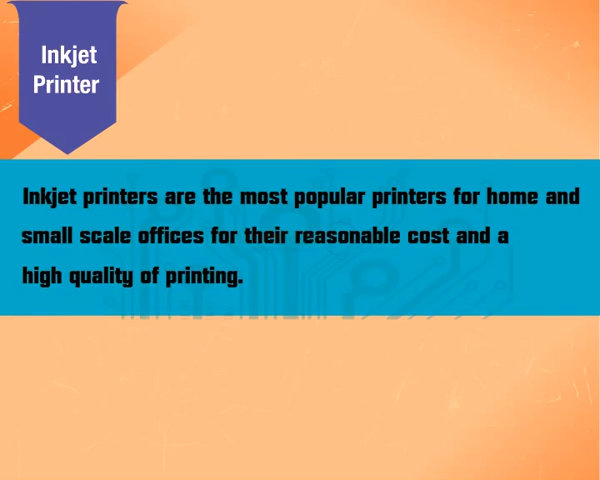 Inkjet
Printer
Inkjet printers are the most popular printers for home and
small scale offices for their reasonable cost and a
high quality of printing.